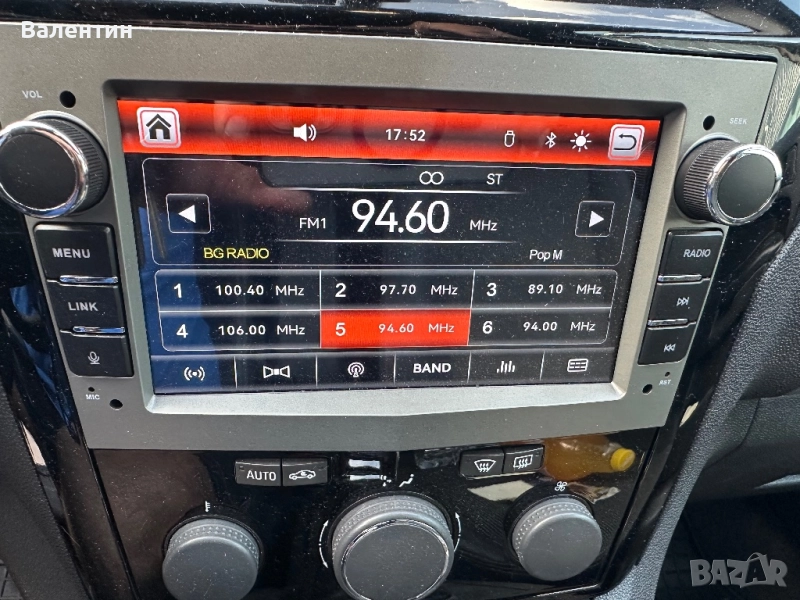 Валентин
VOL
SEEK
17:52
ST
FM1 94.60 MHz
BG RADIO
Pop M
1 100.40 MHz 2 97.70 MHz 3 89.10 MHz
4 106.00 MHz 5 94.60 MHz 6 94.00 MHz
BAND
MENU
LINK
MIC
RADIO
RST
AUTO
BAZAR